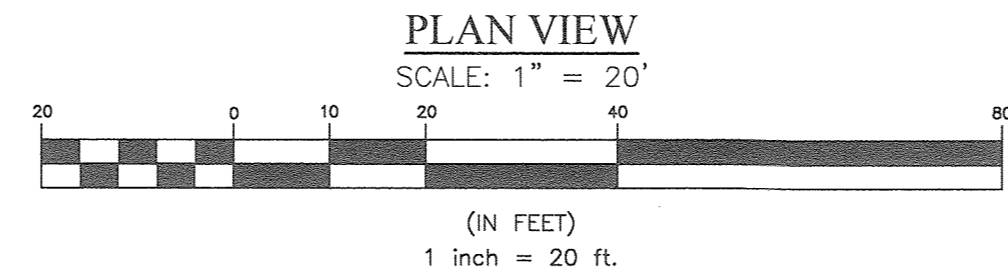 PLAN VIEW
SCALE: 1" = 20'
20 0 10 20 40 80
(IN FEET)
1 inch = 20 ft.